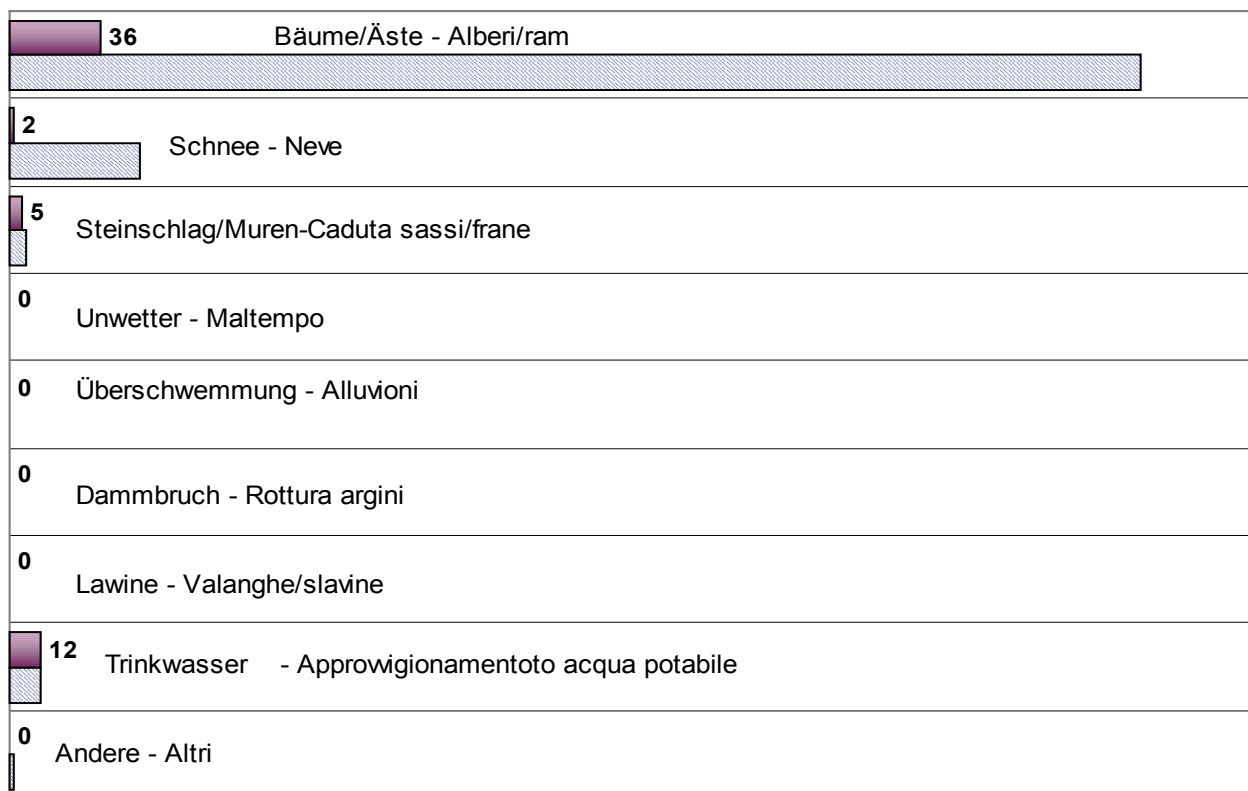 36 Bäume/Äste - Alberi/ram
2
Schnee - Neve
5
Steinschlag/Muren-Caduta sassi/frane
0
Unwetter - Maltempo
0 Überschwemmung - Alluvioni
0
Dammbruch - Rottura argini
0
Lawine - Valanghe/slavine
12 Trinkwasser - Approwigionamentoto acqua potabile
0
Andere - Altri